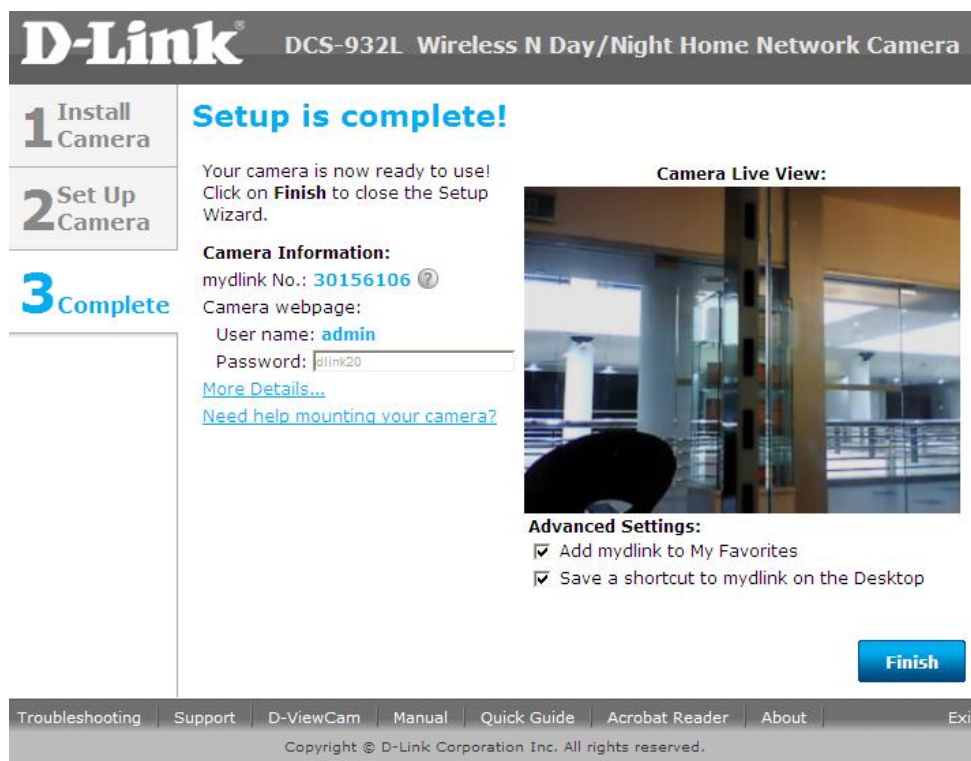 D-Link®
DCS-932L Wireless N Day/Night Home Network Camera
1 Install Camera
2 Set Up Camera
3 Complete
Setup is complete!
Your camera is now ready to use!
Click on Finish to close the Setup
Wizard.
Camera Information:
mydlink No.: 30156106 ?
Camera webpage:
User name: admin
Password: dlink20
More Details...
Need help mounting your camera?
Camera Live View:
Advanced Settings:
Add mydlink to My Favorites
Save a shortcut to mydlink on the Desktop
Finish
Troubleshooting Support D-ViewCam Manual Quick Guide Acrobat Reader About Exi
Copyright © D-Link Corporation Inc. All rights reserved.